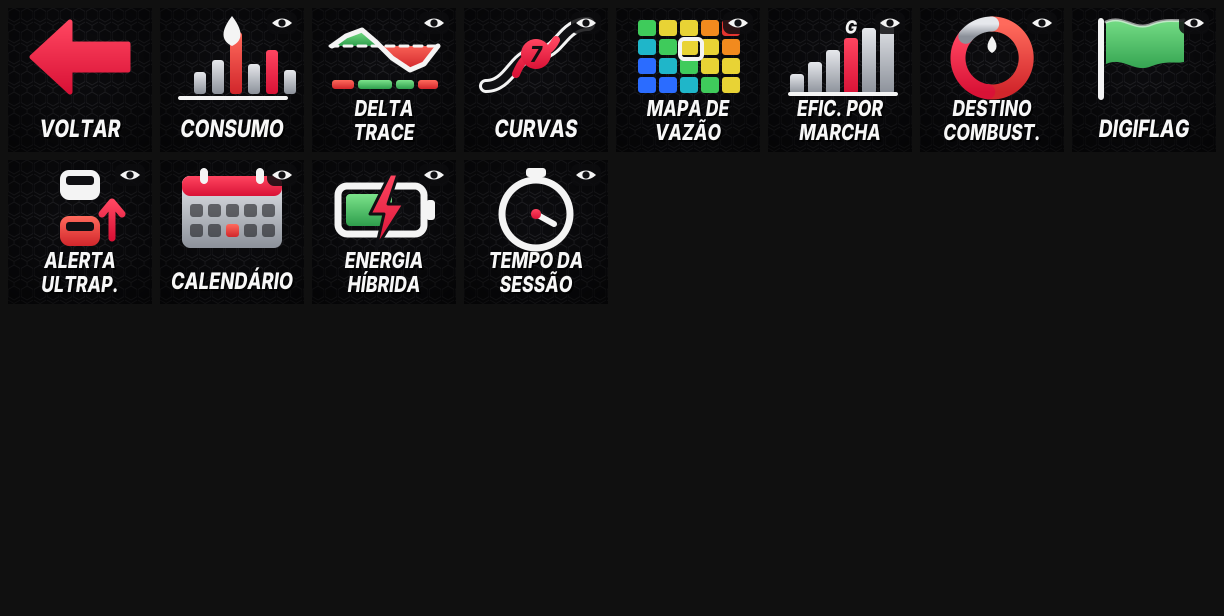 VOLTAR
CONSUMO
DELTA
TRACE
7
CURVAS
MAPA DE
VAZÃO
G
EFIC. POR
MARCHA
DESTINO
COMBUST.
DIGIFLAG
ALERTA
ULTRAP.
CALENDÁRIO
ENERGIA
HÍBRIDA
TEMPO DA
SESSÃO